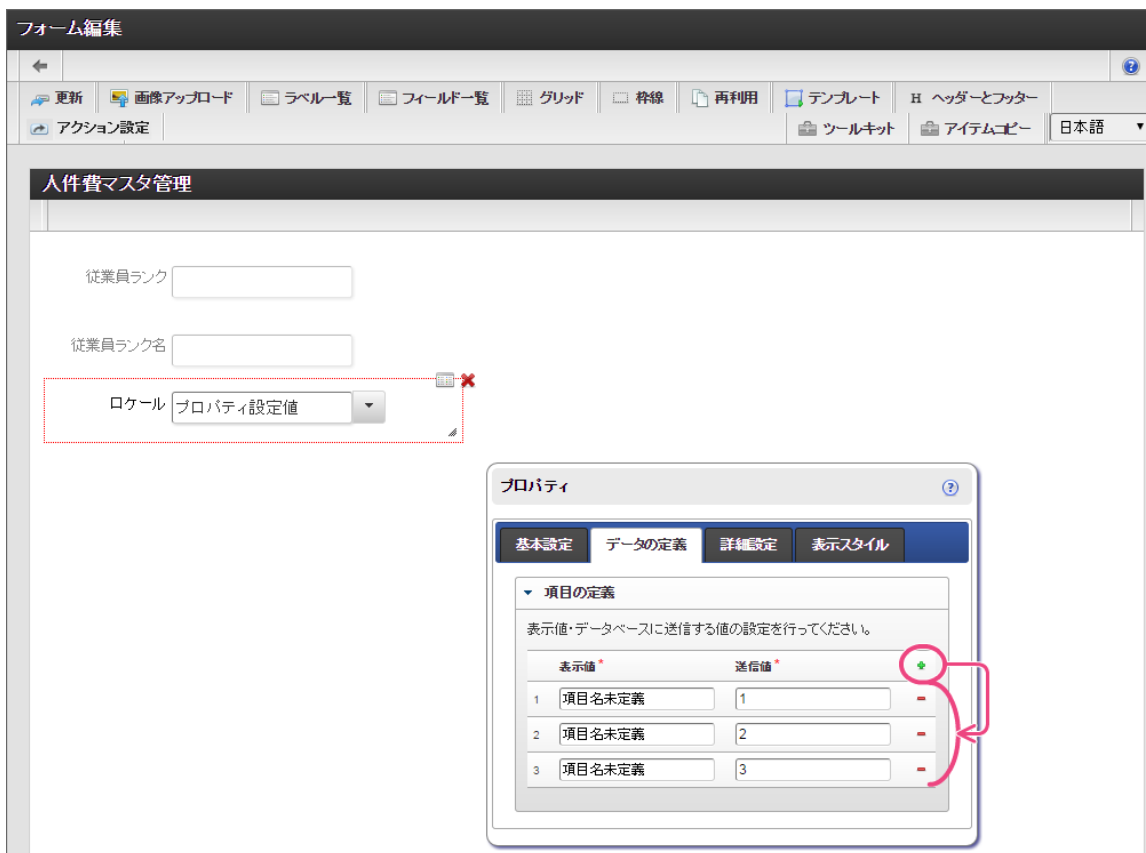 フォーム編集
更新 画像アップロード ラベル一覧 フィールド一覧 グリッド 枠線 再利用 テンプレート H ヘッダーとフッター
アクション設定 ツールキット アイテムコピー 日本語
人件費マスタ管理
従業員ランク
従業員ランク名
ロケール プロパティ設定値
プロパティ
基本設定 データの定義 詳細設定 表示スタイル
項目の定義
表示値・データベースに送信する値の設定を行ってください。
表示値* 送信値*
1 項目名未定義 1
2 項目名未定義 2
3 項目名未定義 3